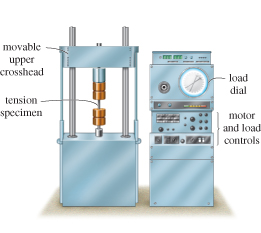 movable
upper
crosshead
tension
specimen
load
dial
motor
and load
controls